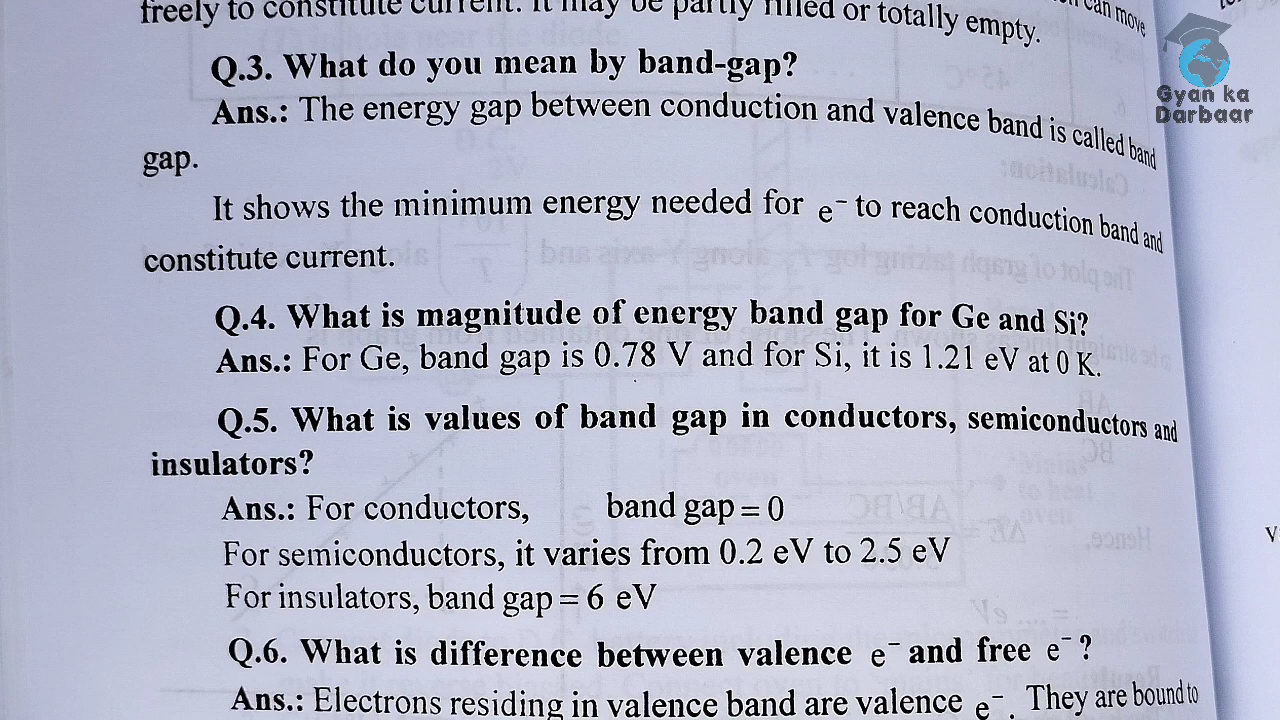 freely to constitute current. It may be partly filled or totally empty.
can move
Q.3. What do you mean by band-gap?
Ans.: The energy gap between conduction and valence band is called band
gap.
It shows the minimum energy needed for e⁻ to reach conduction band and
constitute current.
Q.4. What is magnitude of energy band gap for Ge and Si?
Ans.: For Ge, band gap is 0.78 V and for Si, it is 1.21 eV at 0 K.
Q.5. What is values of band gap in conductors, semiconductors and
insulators?
Ans.: For conductors, band gap = 0
For semiconductors, it varies from 0.2 eV to 2.5 eV
For insulators, band gap = 6 eV
Q.6. What is difference between valence e⁻ and free e⁻ ?
Ans.: Electrons residing in valence band are valence e⁻. They are bound to
Gyan ka
Darbaar